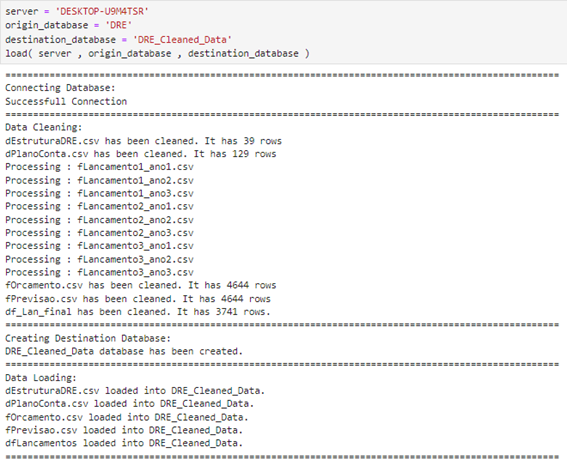 server = 'DESKTOP-U9M4TSR'
origin_database = 'DRE'
destination_database = 'DRE_Cleaned_Data'
load( server , origin_database , destination_database )
====================================================================================================
Connecting Database:
Successfull Connection
====================================================================================================
Data Cleaning:
dEstruturaDRE.csv has been cleaned. It has 39 rows
dPlanoConta.csv has been cleaned. It has 129 rows
Processing : fLancamento1_ano1.csv
Processing : fLancamento1_ano2.csv
Processing : fLancamento1_ano3.csv
Processing : fLancamento2_ano1.csv
Processing : fLancamento2_ano2.csv
Processing : fLancamento2_ano3.csv
Processing : fLancamento3_ano1.csv
Processing : fLancamento3_ano2.csv
Processing : fLancamento3_ano3.csv
fOrcamento.csv has been cleaned. It has 4644 rows
fPrevisao.csv has been cleaned. It has 4644 rows
df_Lan_final has been cleaned. It has 3741 rows.
====================================================================================================
Creating Destination Database:
DRE_Cleaned_Data database has been created.
====================================================================================================
Data Loading:
dEstruturaDRE.csv loaded into DRE_Cleaned_Data.
dPlanoConta.csv loaded into DRE_Cleaned_Data.
fOrcamento.csv loaded into DRE_Cleaned_Data.
fPrevisao.csv loaded into DRE_Cleaned_Data.
dfLancamentos loaded into DRE_Cleaned_Data.
====================================================================================================